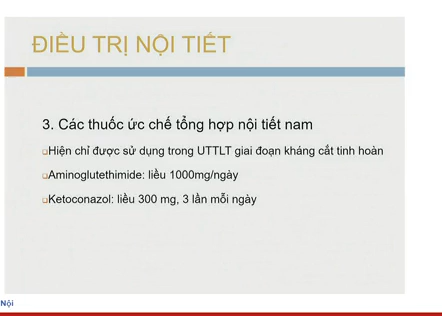 ĐIỀU TRỊ NỘI TIẾT
3. Các thuốc ức chế tổng hợp nội tiết nam
Hiện chỉ được sử dụng trong UTTLT giai đoạn kháng cắt tinh hoàn
Aminoglutethimide: liều 1000mg/ngày
Ketoconazol: liều 300 mg, 3 lần mỗi ngày
Nội